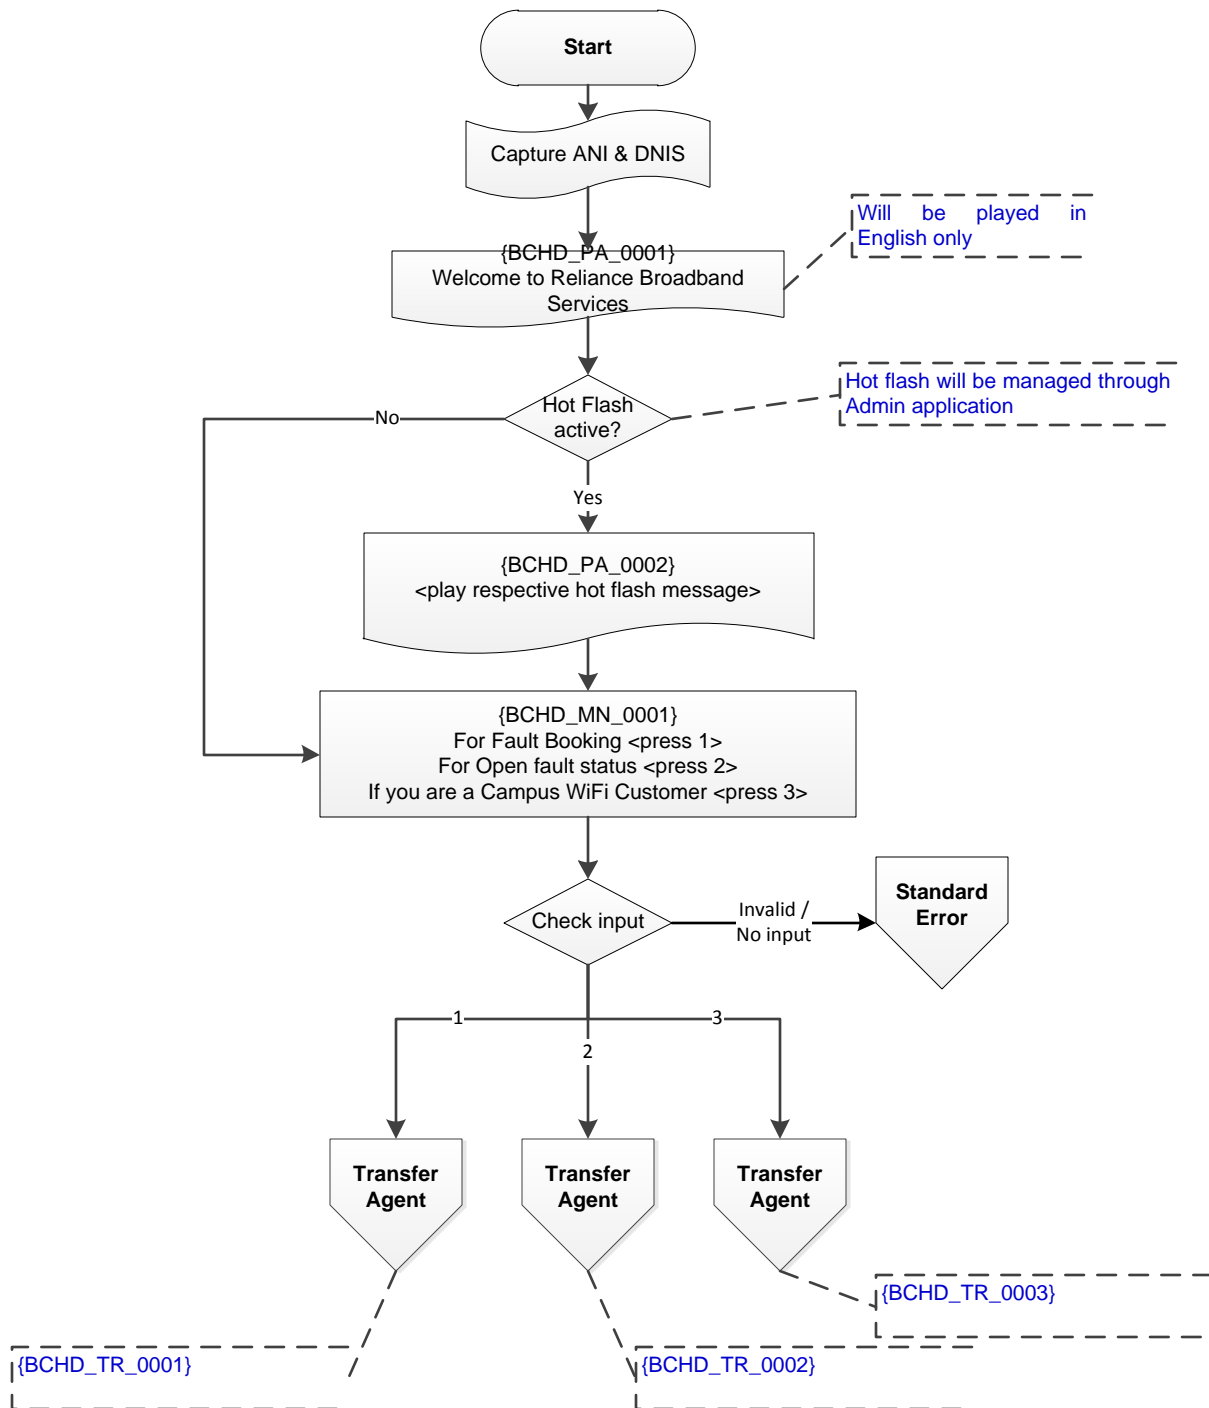 Start
Capture ANI & DNIS
Will be played in
English only
{BCHD_PA_0001}
Welcome to Reliance Broadband
Services
Hot flash will be managed through
Admin application
Hot Flash
active?
No
Yes
{BCHD_PA_0002}
<play respective hot flash message>
{BCHD_MN_0001}
For Fault Booking <press 1>
For Open fault status <press 2>
If you are a Campus WiFi Customer <press 3>
Check input
Invalid /
No input
Standard
Error
1
2
3
Transfer
Agent
Transfer
Agent
Transfer
Agent
{BCHD_TR_0003}
{BCHD_TR_0001}
{BCHD_TR_0002}